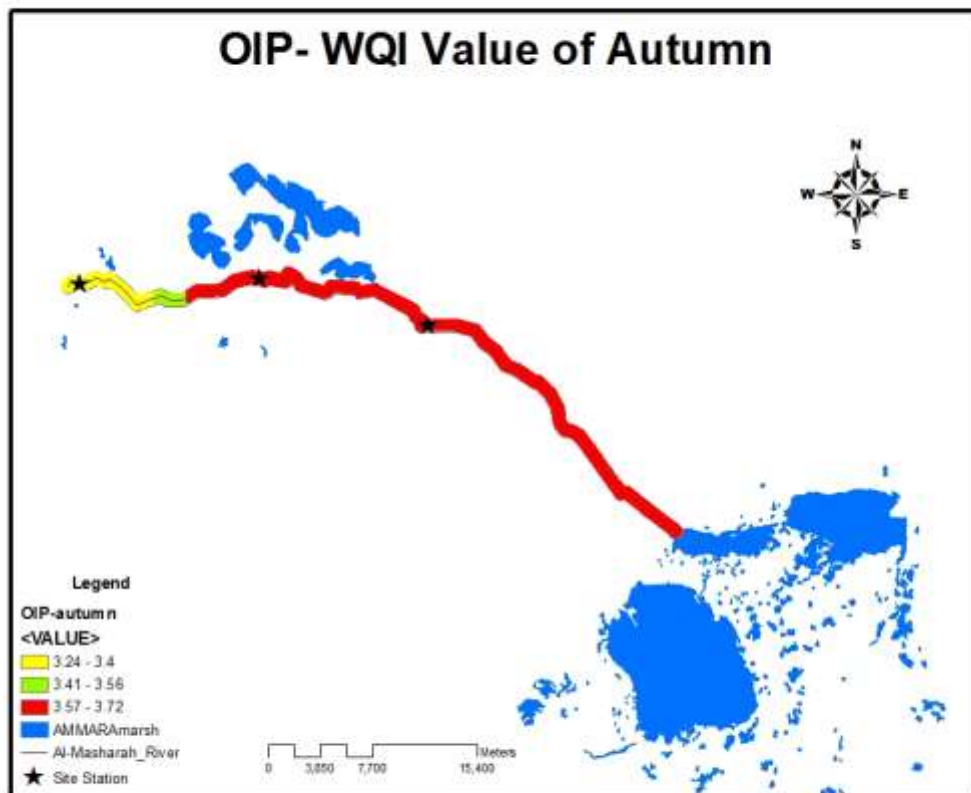 OIP- WQI Value of Autumn
N
W E
S
Legend
OIP-autumn
<VALUE>
3.24 - 3.4
3.41 - 3.56
3.57 - 3.72
AMMARAmarsh
Al-Masharah_River
Site Station
Meters
0 3,850 7,700 15,400